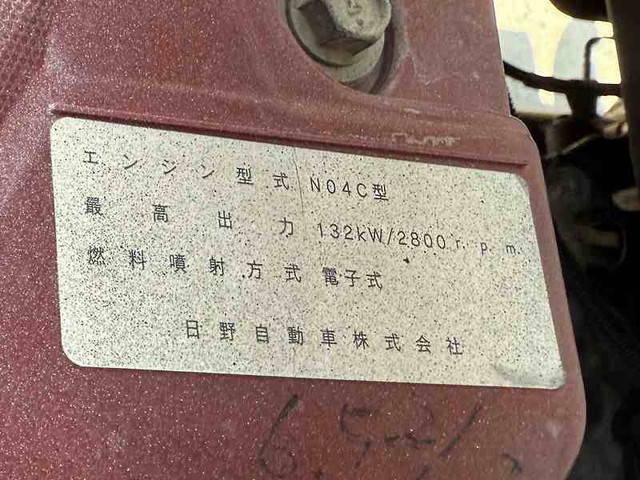 エンジン型式 N04C型
最高出力 132kW/2800r.p.m.
燃料噴射方式 電子式
日野自動車株式会社